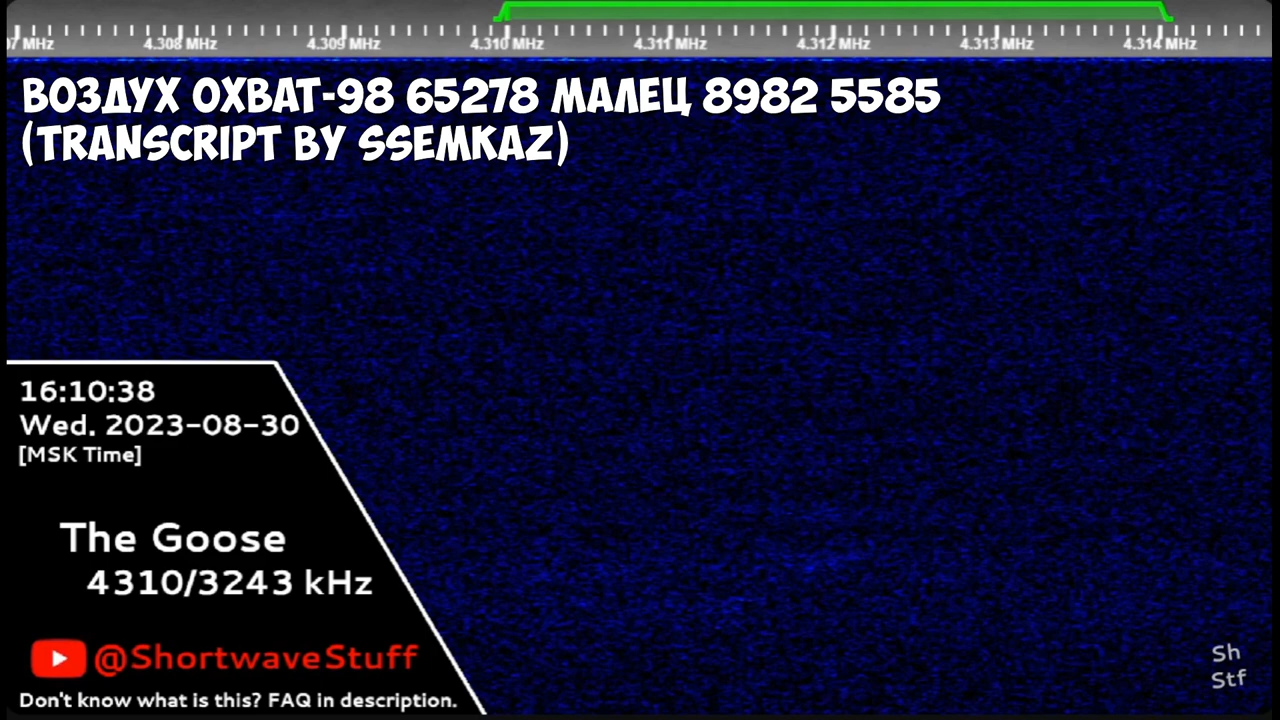 07 MHz 4.308 MHz 4.309 MHz 4.310 MHz 4.311 MHz 4.312 MHz 4.313 MHz 4.314 MHz
ВОЗДУХ ОХВАТ-98 65278 МАЛЕЦ 8982 5585
(TRANSCRIPT BY SSEMKAZ)
16:10:38
Wed. 2023-08-30
[MSK Time]
The Goose
4310/3243 kHz
@ShortwaveStuff
Don't know what is this? FAQ in description.
Sh
Stf